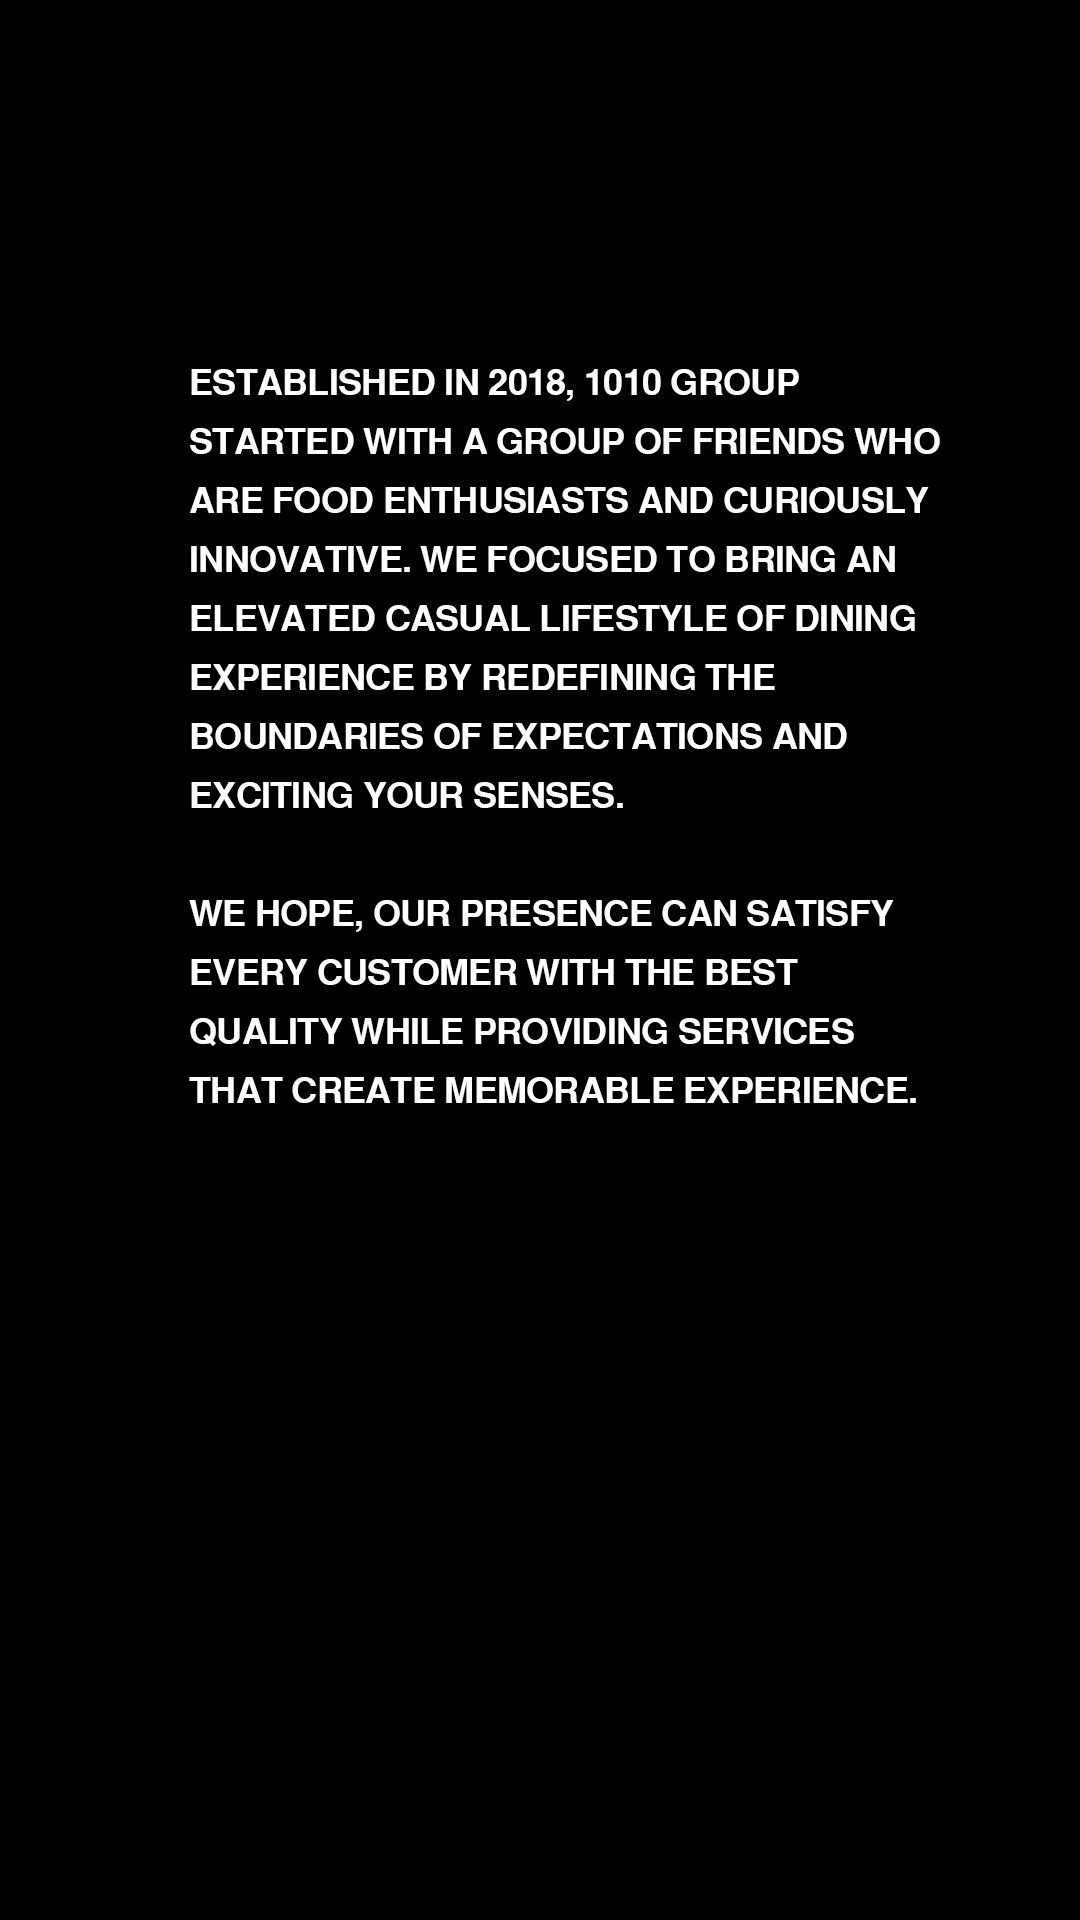 ESTABLISHED IN 2018, 1010 GROUP
STARTED WITH A GROUP OF FRIENDS WHO
ARE FOOD ENTHUSIASTS AND CURIOUSLY
INNOVATIVE. WE FOCUSED TO BRING AN
ELEVATED CASUAL LIFESTYLE OF DINING
EXPERIENCE BY REDEFINING THE
BOUNDARIES OF EXPECTATIONS AND
EXCITING YOUR SENSES.
WE HOPE, OUR PRESENCE CAN SATISFY
EVERY CUSTOMER WITH THE BEST
QUALITY WHILE PROVIDING SERVICES
THAT CREATE MEMORABLE EXPERIENCE.